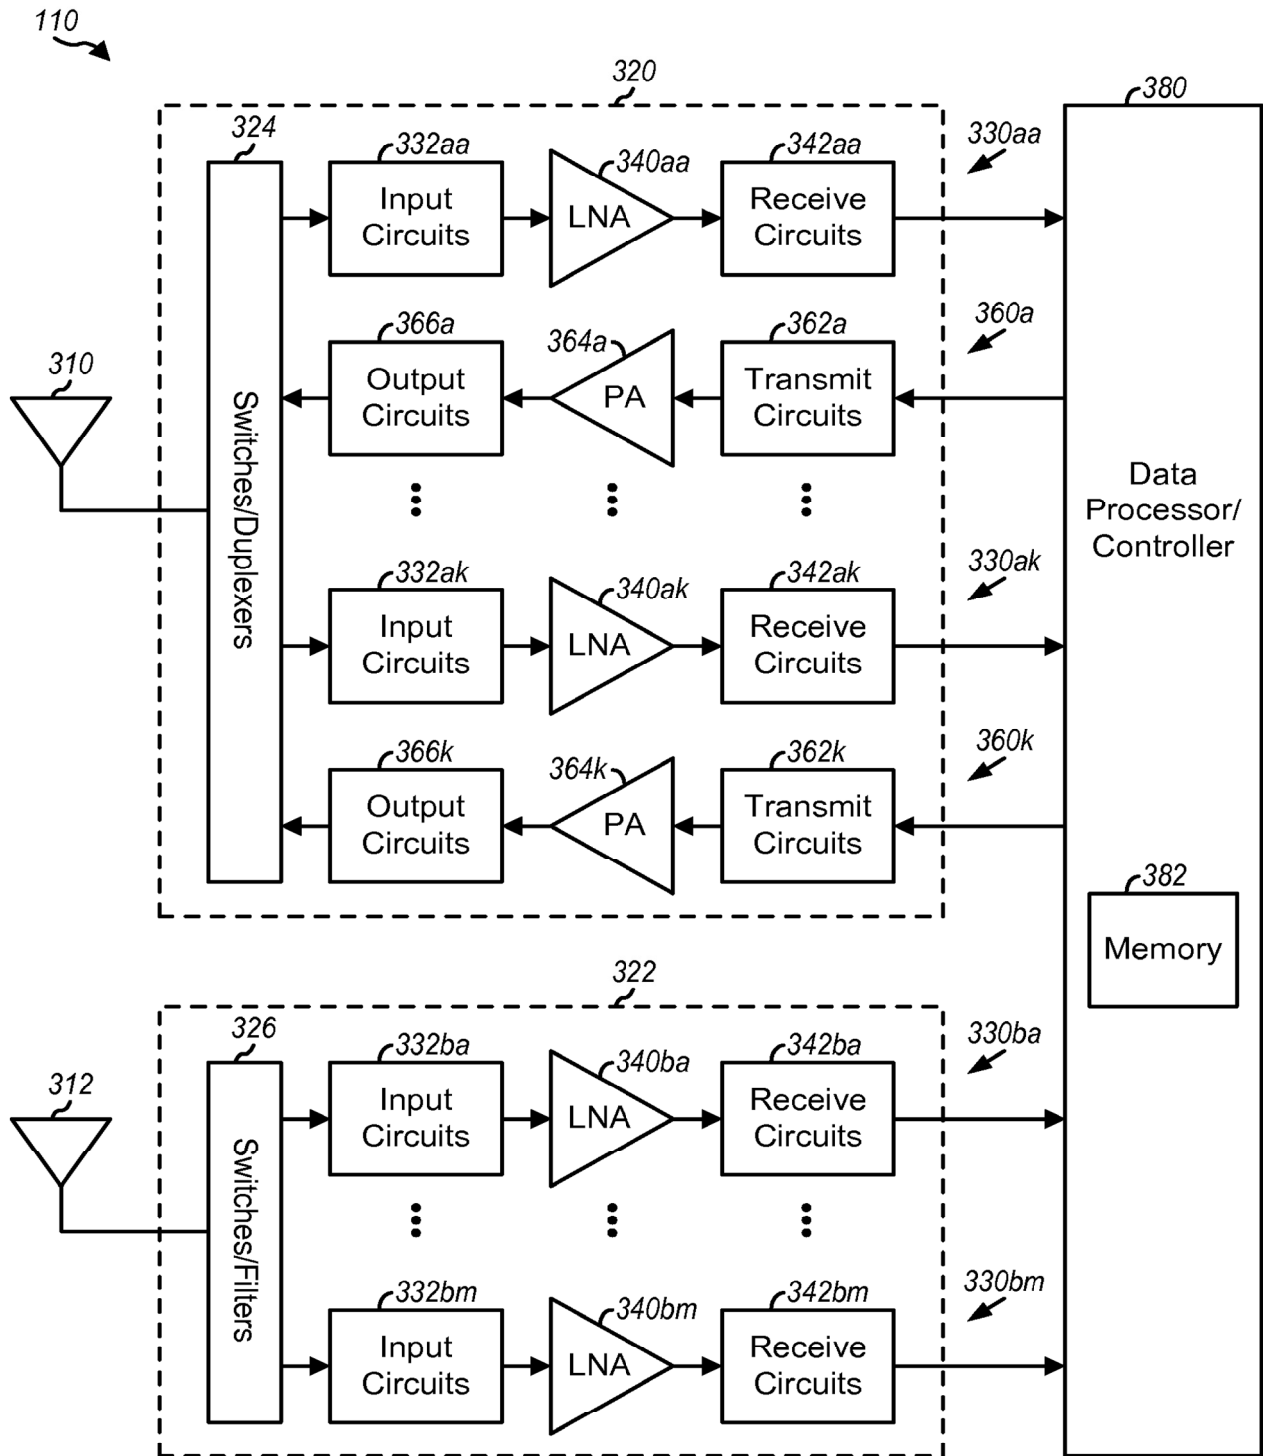 110
320
380
324
332aa
340aa
342aa
330aa
Input
Circuits
LNA
Receive
Circuits
366a
364a
362a
360a
310
Output
Circuits
PA
Transmit
Circuits
Switches/Duplexers
Data
Processor/
Controller
332ak
340ak
342ak
330ak
Input
Circuits
LNA
Receive
Circuits
366k
364k
362k
360k
Output
Circuits
PA
Transmit
Circuits
382
Memory
322
326
332ba
340ba
342ba
330ba
312
Input
Circuits
LNA
Receive
Circuits
Switches/Filters
332bm
340bm
342bm
330bm
Input
Circuits
LNA
Receive
Circuits